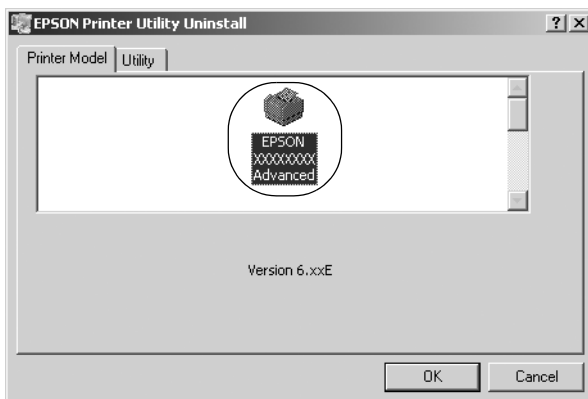 EPSON Printer Utility Uninstall
Printer Model Utility
EPSON
XXXXXXXX
Advanced
Version 6.xxE
OK Cancel